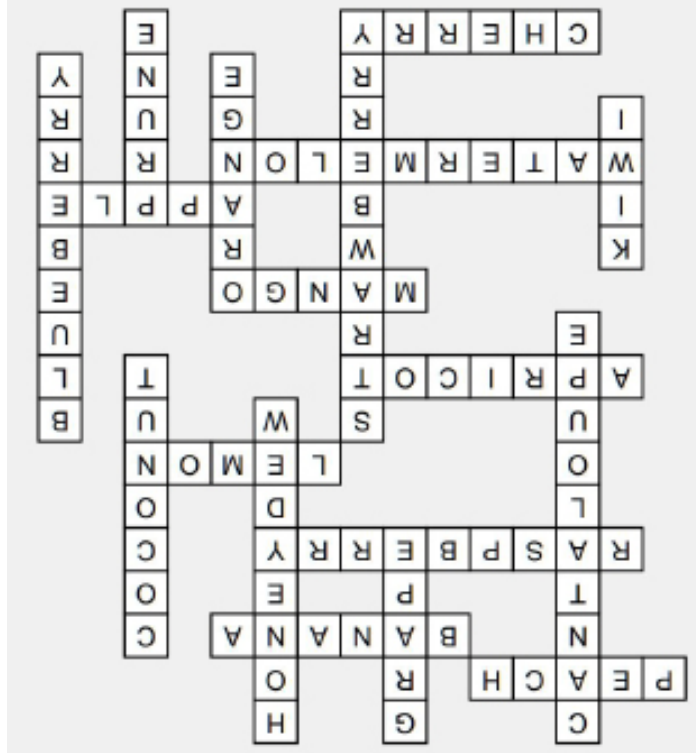 CANTALOUPE
GRAPE
HONEYDEW
PEACH
BANANA
COCONUT
RASPBERRY
LEMON
STRAWBERRY
BLUEBERRY
APRICOT
MANGO
ORANGE
KIWI
APPLE
PRUNE
WATERMELON
CHERRY